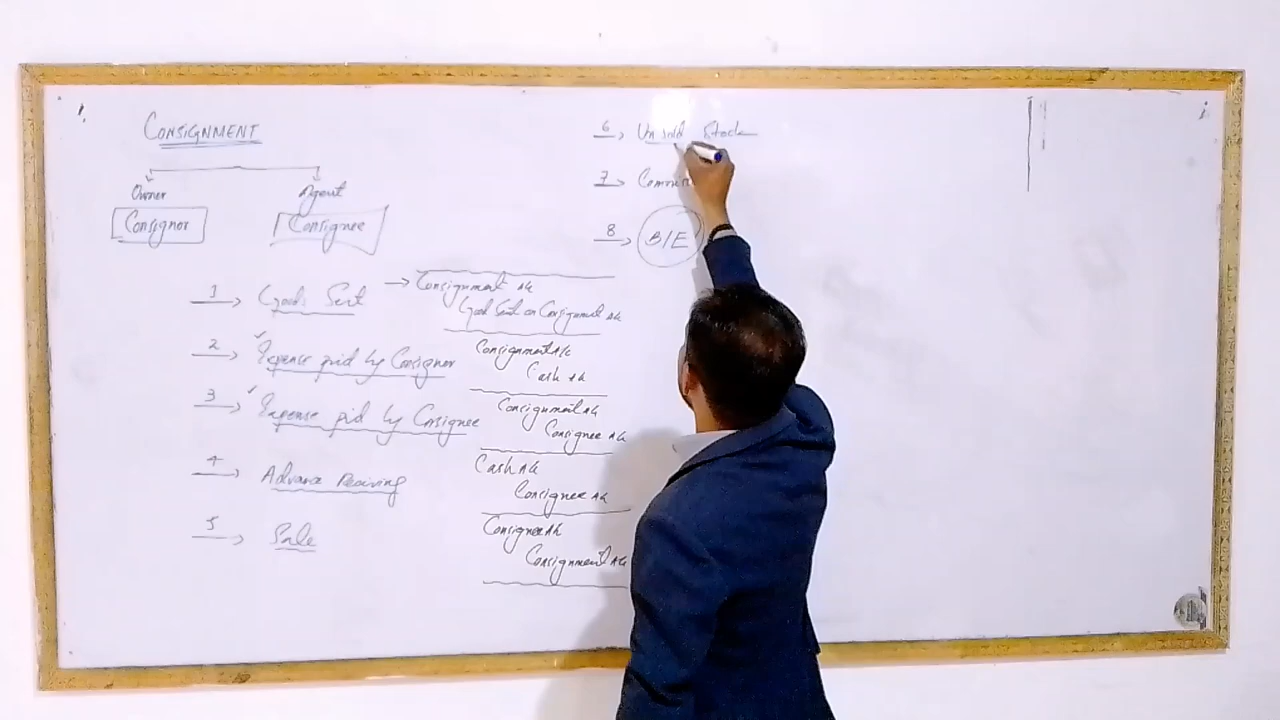 CONSIGNMENT
Owner Agent
Consignor Consignee
1 → Goods Sent → Consignment A/c
Good Sent on Consignment A/c
2 → ✓ Expense paid by Consignor Consignment A/c
Cash A/c
3 → ✓ Expense paid by Consignee Consignment A/c
Consignee A/c
4 → Advance Receiving Cash A/c
Consignee A/c
5 → Sale Consignee A/c
Consignment A/c
6 → Unsold Stock
7 →
8 → B/E